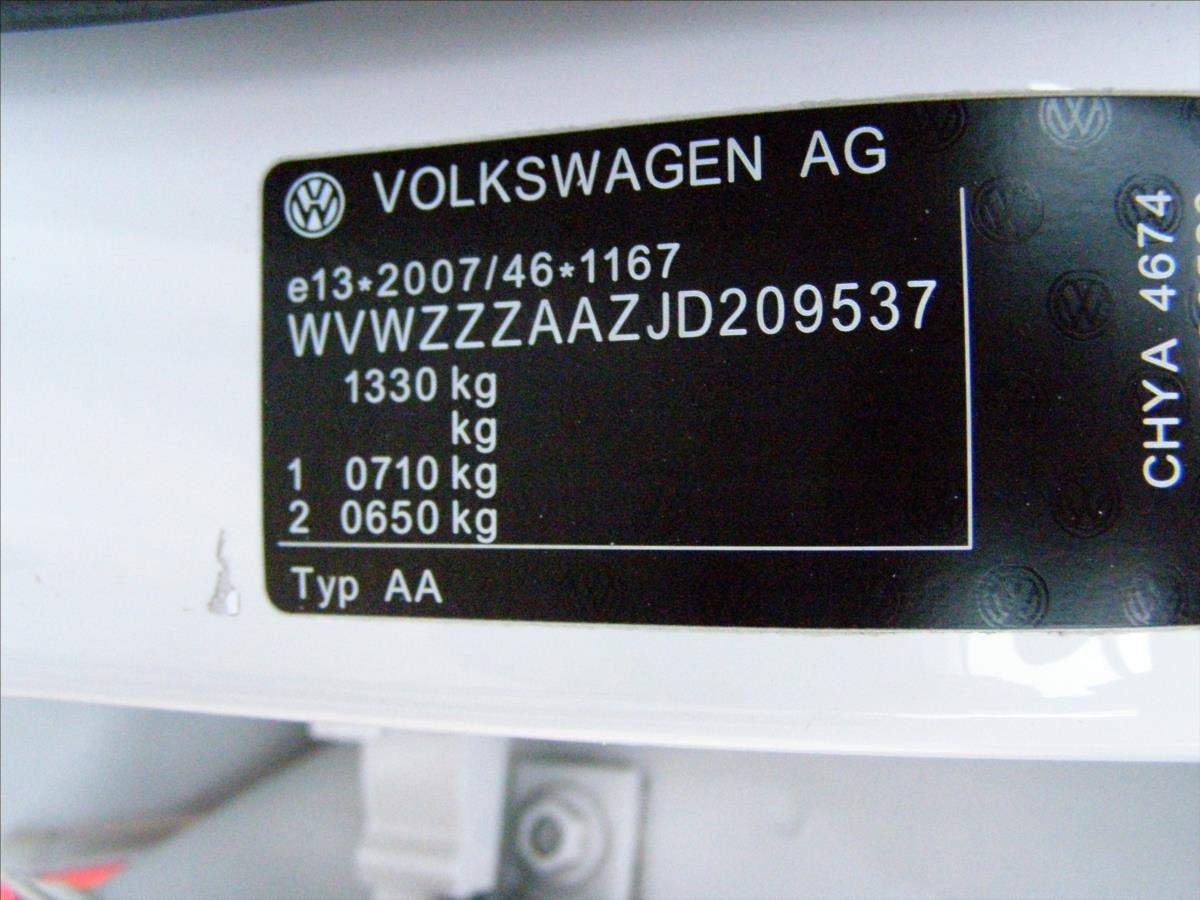 VOLKSWAGEN AG
e13*2007/46*1167
WVWZZZAAZJD209537
1330 kg
kg
1 0710 kg
2 0650 kg
Typ AA
CHYA 4674